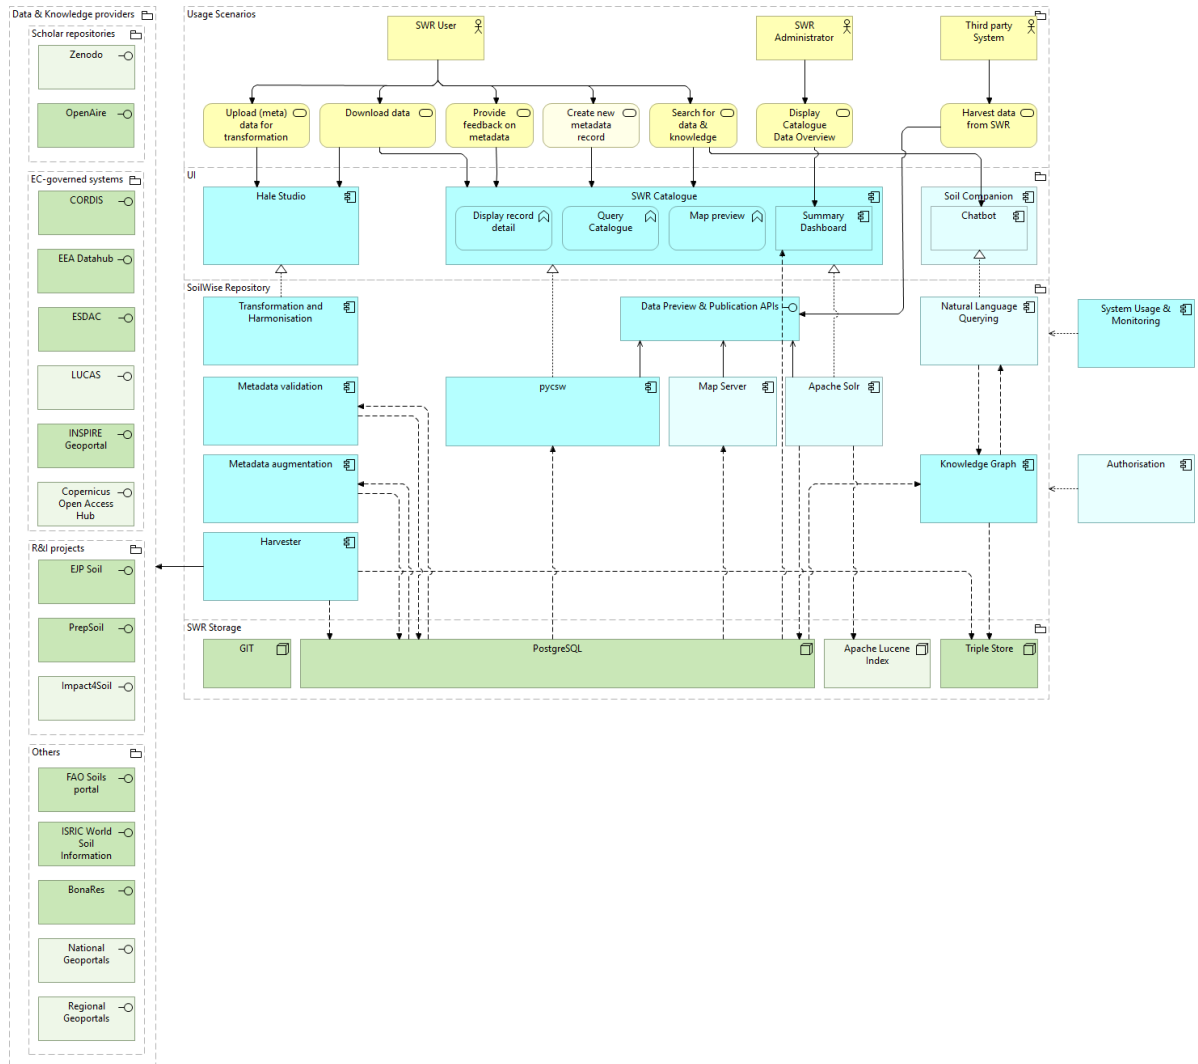 Data & Knowledge providers
Scholar repositories
Zenodo
OpenAire
EC-governed systems
CORDIS
EEA Datahub
ESDAC
LUCAS
INSPIRE
Geoportal
Copernicus
Open Access
Hub
R&I projects
EJP Soil
PrepSoil
Impact4Soil
Others
FAO Soils
portal
ISRIC World
Soil
Information
BonaRes
National
Geoportals
Regional
Geoportals
Usage Scenarios
SWR User
SWR
Administrator
Third party
System
Upload (meta)
data for
transformation
Download data
Provide
feedback on
metadata
Create new
metadata
record
Search for
data &
knowledge
Display
Catalogue
Data Overview
Harvest data
from SWR
UI
Hale Studio
SWR Catalogue
Display record
detail
Query
Catalogue
Map preview
Summary
Dashboard
Soil Companion
Chatbot
SoilWise Repository
Transformation and
Harmonisation
Data Preview & Publication APIs
Natural Language
Querying
System Usage &
Monitoring
Metadata validation
pycsw
Map Server
Apache Solr
Metadata augmentation
Knowledge Graph
Authorisation
Harvester
SWR Storage
GIT
PostgreSQL
Apache Lucene
Index
Triple Store